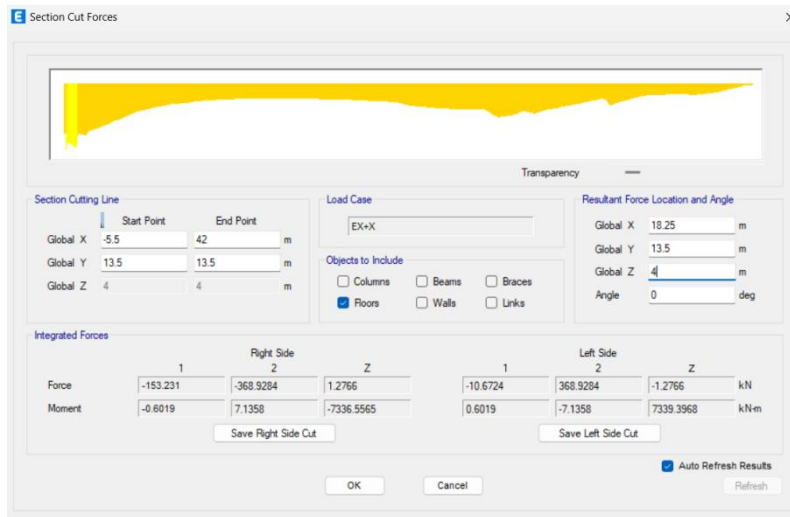 E Section Cut Forces
Transparency
Section Cutting Line
Start Point End Point
Global X -5.5 42 m
Global Y 13.5 13.5 m
Global Z 4 4 m
Load Case
EX+X
Objects to Include
Columns Beams Braces
Floors Walls Links
Resultant Force Location and Angle
Global X 18.25 m
Global Y 13.5 m
Global Z 4 m
Angle 0 deg
Integrated Forces
Right Side Left Side
1 2 Z 1 2 Z
Force -153.231 -368.9284 1.2766 -10.6724 368.9284 -1.2766 kN
Moment -0.6019 7.1358 -7336.5565 0.6019 -7.1358 7339.3968 kN-m
Save Right Side Cut Save Left Side Cut
Auto Refresh Results
OK Cancel Refresh